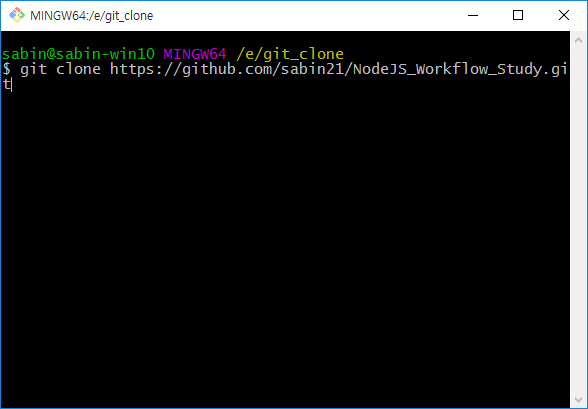 MINGW64:/e/git_clone
sabin@sabin-win10 MINGW64 /e/git_clone
$ git clone https://github.com/sabin21/NodeJS_Workflow_Study.gi
t